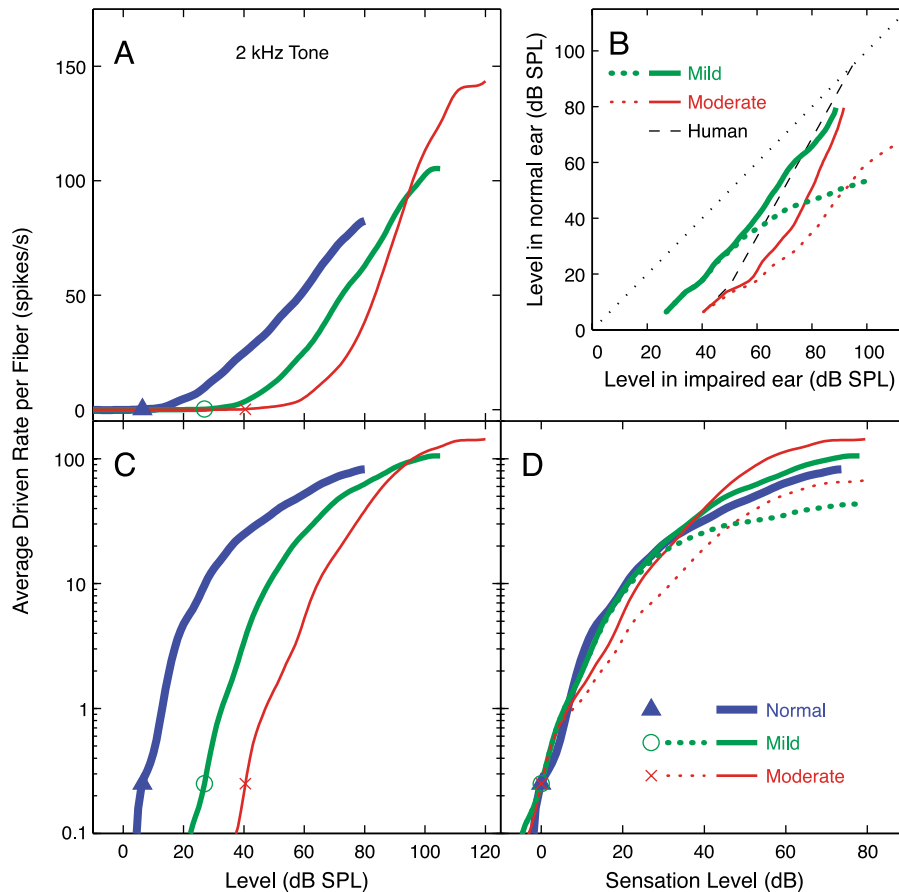 A
2 kHz Tone
150
100
50
0
Average Driven Rate per Fiber (spikes/s)
B
Mild
Moderate
Human
100
80
60
40
20
0
Level in normal ear (dB SPL)
0 20 40 60 80 100
Level in impaired ear (dB SPL)
C
100
10
1
0.1
0 20 40 60 80 100 120
Level (dB SPL)
D
Normal
Mild
Moderate
0 20 40 60 80
Sensation Level (dB)